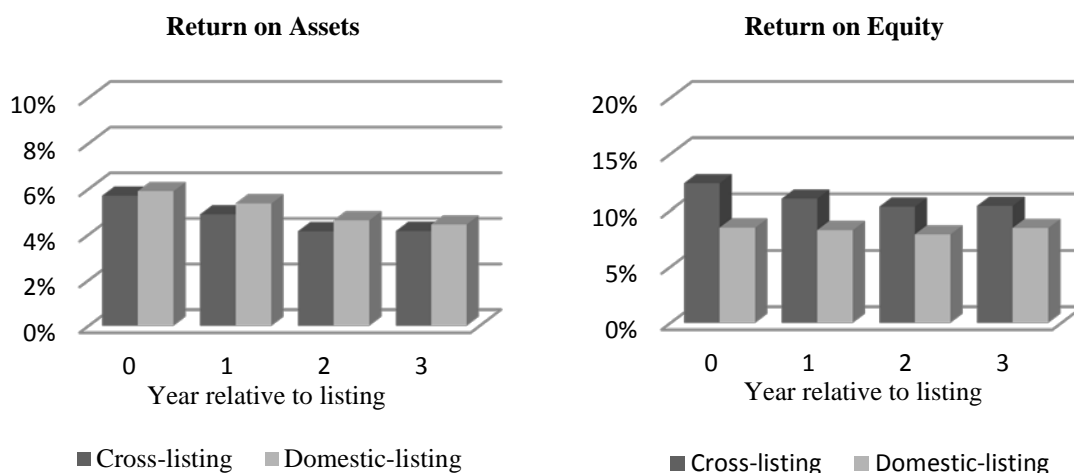 Return on Assets
10%
8%
6%
4%
2%
0%
0 1 2 3
Year relative to listing
Cross-listing Domestic-listing
Return on Equity
20%
15%
10%
5%
0%
0 1 2 3
Year relative to listing
Cross-listing Domestic-listing